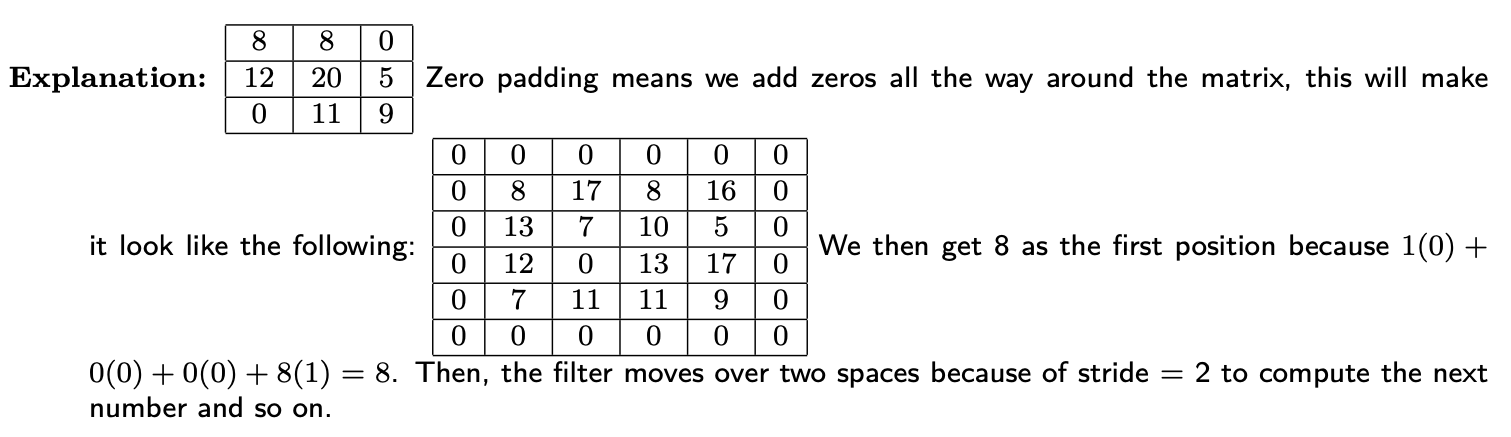 8 8 0
Explanation: 12 20 5 Zero padding means we add zeros all the way around the matrix, this will make
0 11 9
0 0 0 0 0 0
0 8 17 8 16 0
0 13 7 10 5 0
it look like the following: 0 12 0 13 17 0 We then get 8 as the first position because 1(0) +
0 7 11 11 9 0
0 0 0 0 0 0
0(0) + 0(0) + 8(1) = 8. Then, the filter moves over two spaces because of stride = 2 to compute the next
number and so on.